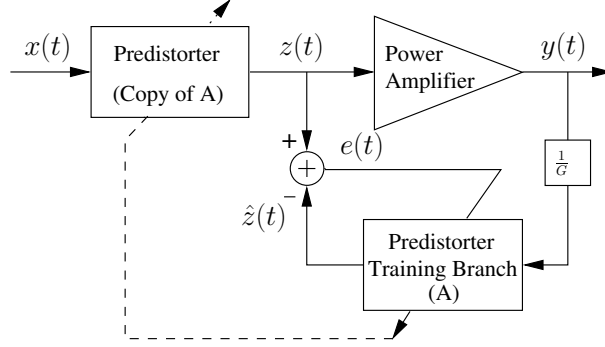 x(t)
Predistorter
(Copy of A)
z(t)
Power
Amplifier
y(t)
+
+
e(t)
−
ẑ(t)
1/G
Predistorter
Training Branch
(A)